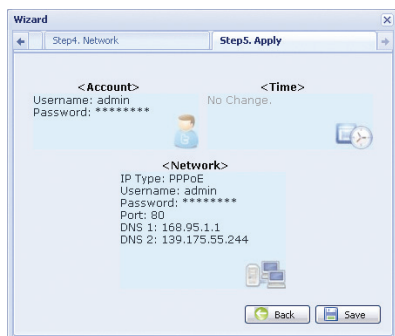 Wizard
Step4. Network
Step5. Apply
<Account>
Username: admin
Password: ********
<Time>
No Change.
<Network>
IP Type: PPPoE
Username: admin
Password: ********
Port: 80
DNS 1: 168.95.1.1
DNS 2: 139.175.55.244
Back
Save